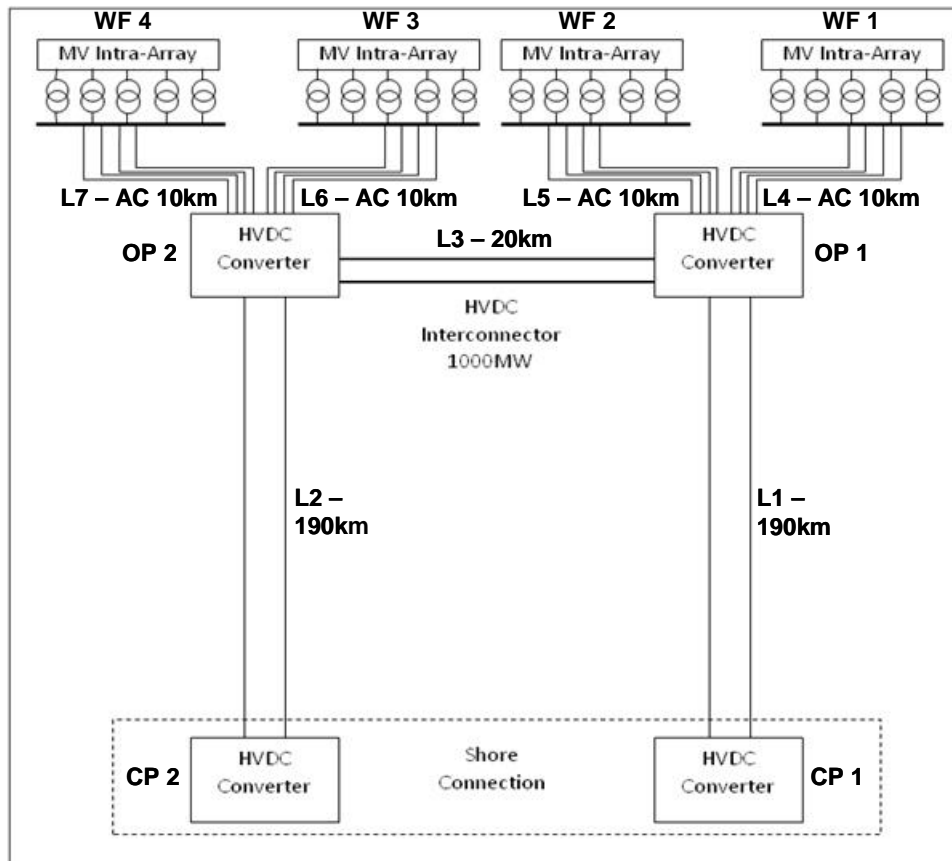 WF 4
WF 3
WF 2
WF 1
MV Intra-Array
MV Intra-Array
MV Intra-Array
MV Intra-Array
L7 – AC 10km
L6 – AC 10km
L5 – AC 10km
L4 – AC 10km
OP 2
HVDC
Converter
L3 – 20km
HVDC
Converter
OP 1
HVDC
Interconnector
1000MW
L2 –
190km
L1 –
190km
CP 2
HVDC
Converter
Shore
Connection
HVDC
Converter
CP 1